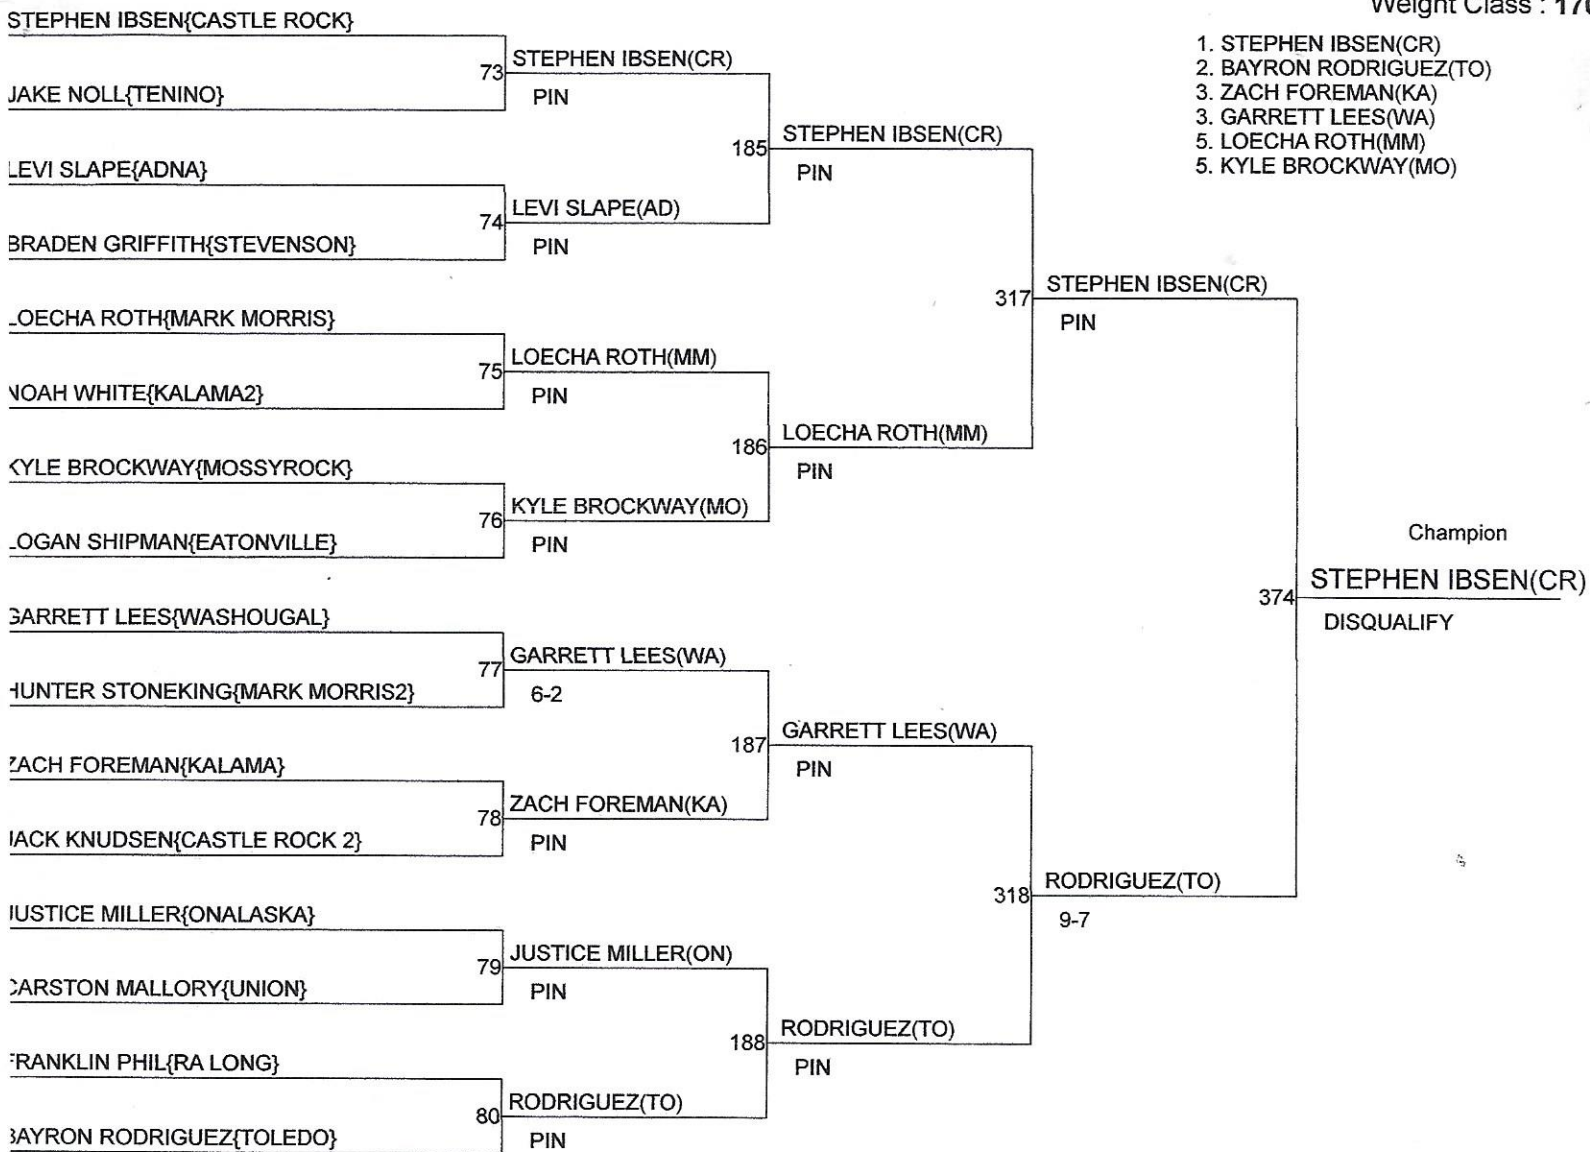 Weight Class : 170
1. STEPHEN IBSEN(CR)
2. BAYRON RODRIGUEZ(TO)
3. ZACH FOREMAN(KA)
3. GARRETT LEES(WA)
5. LOECHA ROTH(MM)
5. KYLE BROCKWAY(MO)
STEPHEN IBSEN{CASTLE ROCK}
JAKE NOLL{TENINO}
LEVI SLAPE{ADNA}
BRADEN GRIFFITH{STEVENSON}
LOECHA ROTH{MARK MORRIS}
NOAH WHITE{KALAMA2}
KYLE BROCKWAY{MOSSYROCK}
LOGAN SHIPMAN{EATONVILLE}
GARRETT LEES{WASHOUGAL}
HUNTER STONEKING{MARK MORRIS2}
ZACH FOREMAN{KALAMA}
JACK KNUDSEN{CASTLE ROCK 2}
JUSTICE MILLER{ONALASKA}
CARSTON MALLORY{UNION}
FRANKLIN PHIL{RA LONG}
BAYRON RODRIGUEZ{TOLEDO}
73 STEPHEN IBSEN(CR)
PIN
74 LEVI SLAPE(AD)
PIN
75 LOECHA ROTH(MM)
PIN
76 KYLE BROCKWAY(MO)
PIN
77 GARRETT LEES(WA)
6-2
78 ZACH FOREMAN(KA)
PIN
79 JUSTICE MILLER(ON)
PIN
80 RODRIGUEZ(TO)
PIN
185 STEPHEN IBSEN(CR)
PIN
186 LOECHA ROTH(MM)
PIN
187 GARRETT LEES(WA)
PIN
188 RODRIGUEZ(TO)
PIN
317 STEPHEN IBSEN(CR)
PIN
318 RODRIGUEZ(TO)
9-7
Champion
374 STEPHEN IBSEN(CR)
DISQUALIFY